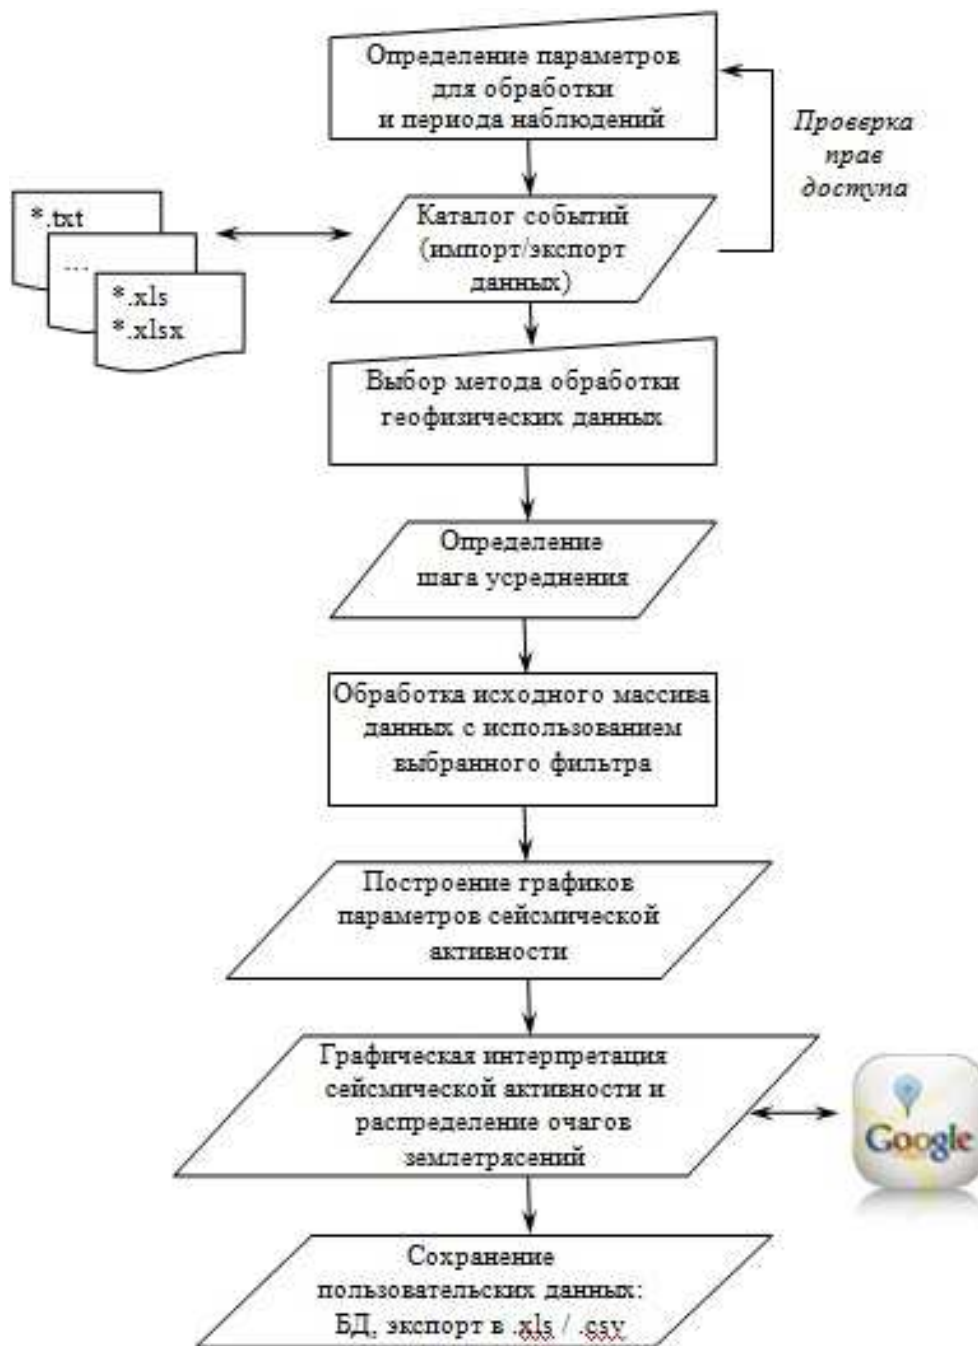 Определение параметров
для обработки
и периода наблюдений
Проверка
прав
доступа
*.txt
...
*.xls
*.xlsx
Каталог событий
(импорт/экспорт
данных)
Выбор метода обработки
геофизических данных
Определение
шага усреднения
Обработка исходного массива
данных с использованием
выбранного фильтра
Построение графиков
параметров сейсмической
активности
Графическая интерпретация
сейсмической активности и
распределение очагов
землетрясений
Google
Сохранение
пользовательских данных:
БД, экспорт в .xls / .csv